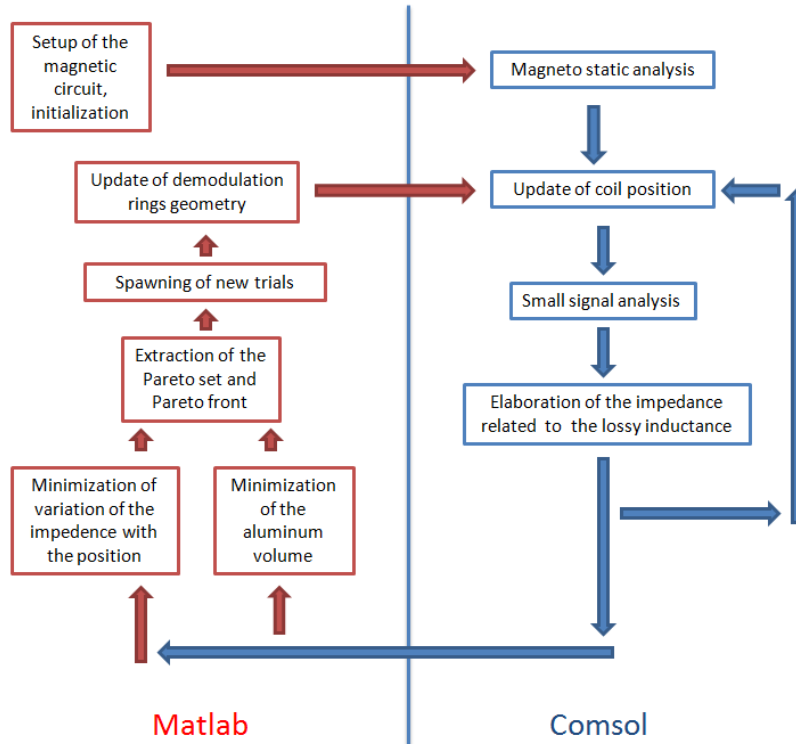 Setup of the
magnetic
circuit,
initialization
Magneto static analysis
Update of demodulation
rings geometry
Update of coil position
Spawning of new trials
Small signal analysis
Extraction of the
Pareto set and
Pareto front
Elaboration of the impedance
related to the lossy inductance
Minimization of
variation of the
impedence with
the position
Minimization
of the
aluminum
volume
Matlab
Comsol